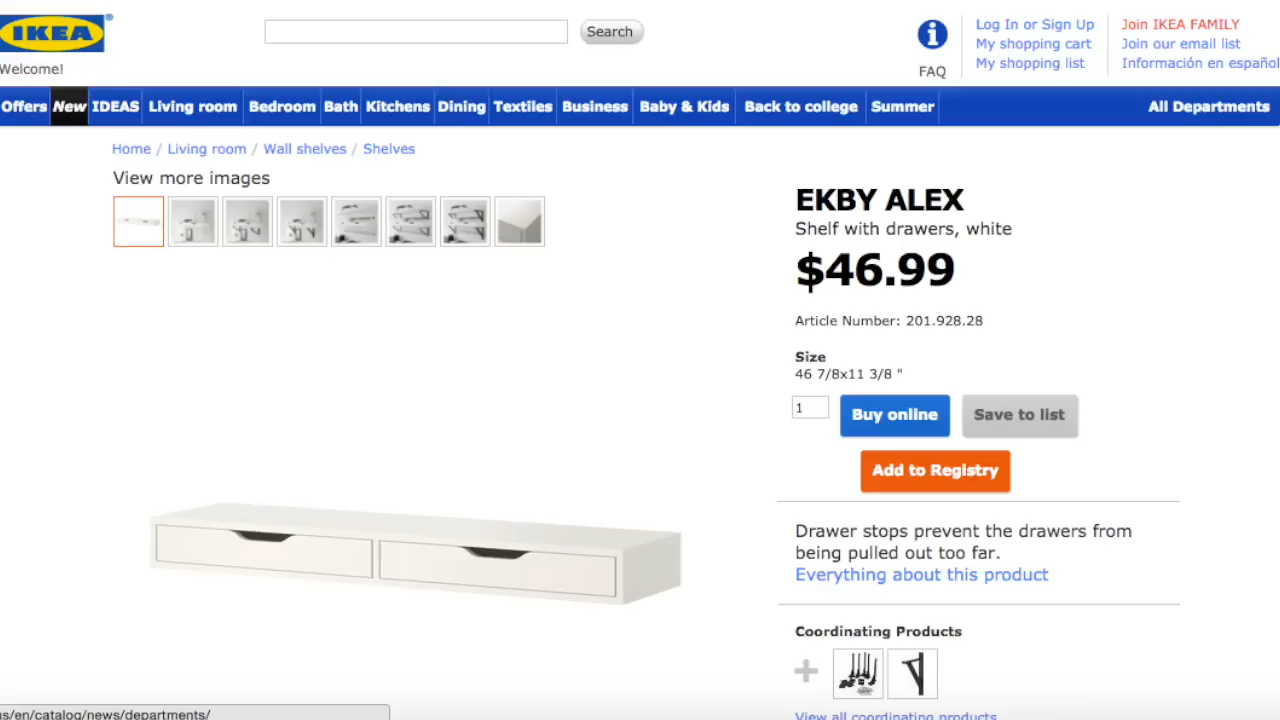 IKEA
®
Welcome!
Search
FAQ
Log In or Sign Up
My shopping cart
My shopping list
Join IKEA FAMILY
Join our email list
Información en español
Offers New IDEAS Living room Bedroom Bath Kitchens Dining Textiles Business Baby & Kids Back to college Summer All Departments
Home / Living room / Wall shelves / Shelves
View more images
EKBY ALEX
Shelf with drawers, white
$46.99
Article Number: 201.928.28
Size
46 7/8x11 3/8 "
1 Buy online Save to list
Add to Registry
Drawer stops prevent the drawers from
being pulled out too far.
Everything about this product
Coordinating Products
View all coordinating products
s/en/catalog/news/departments/